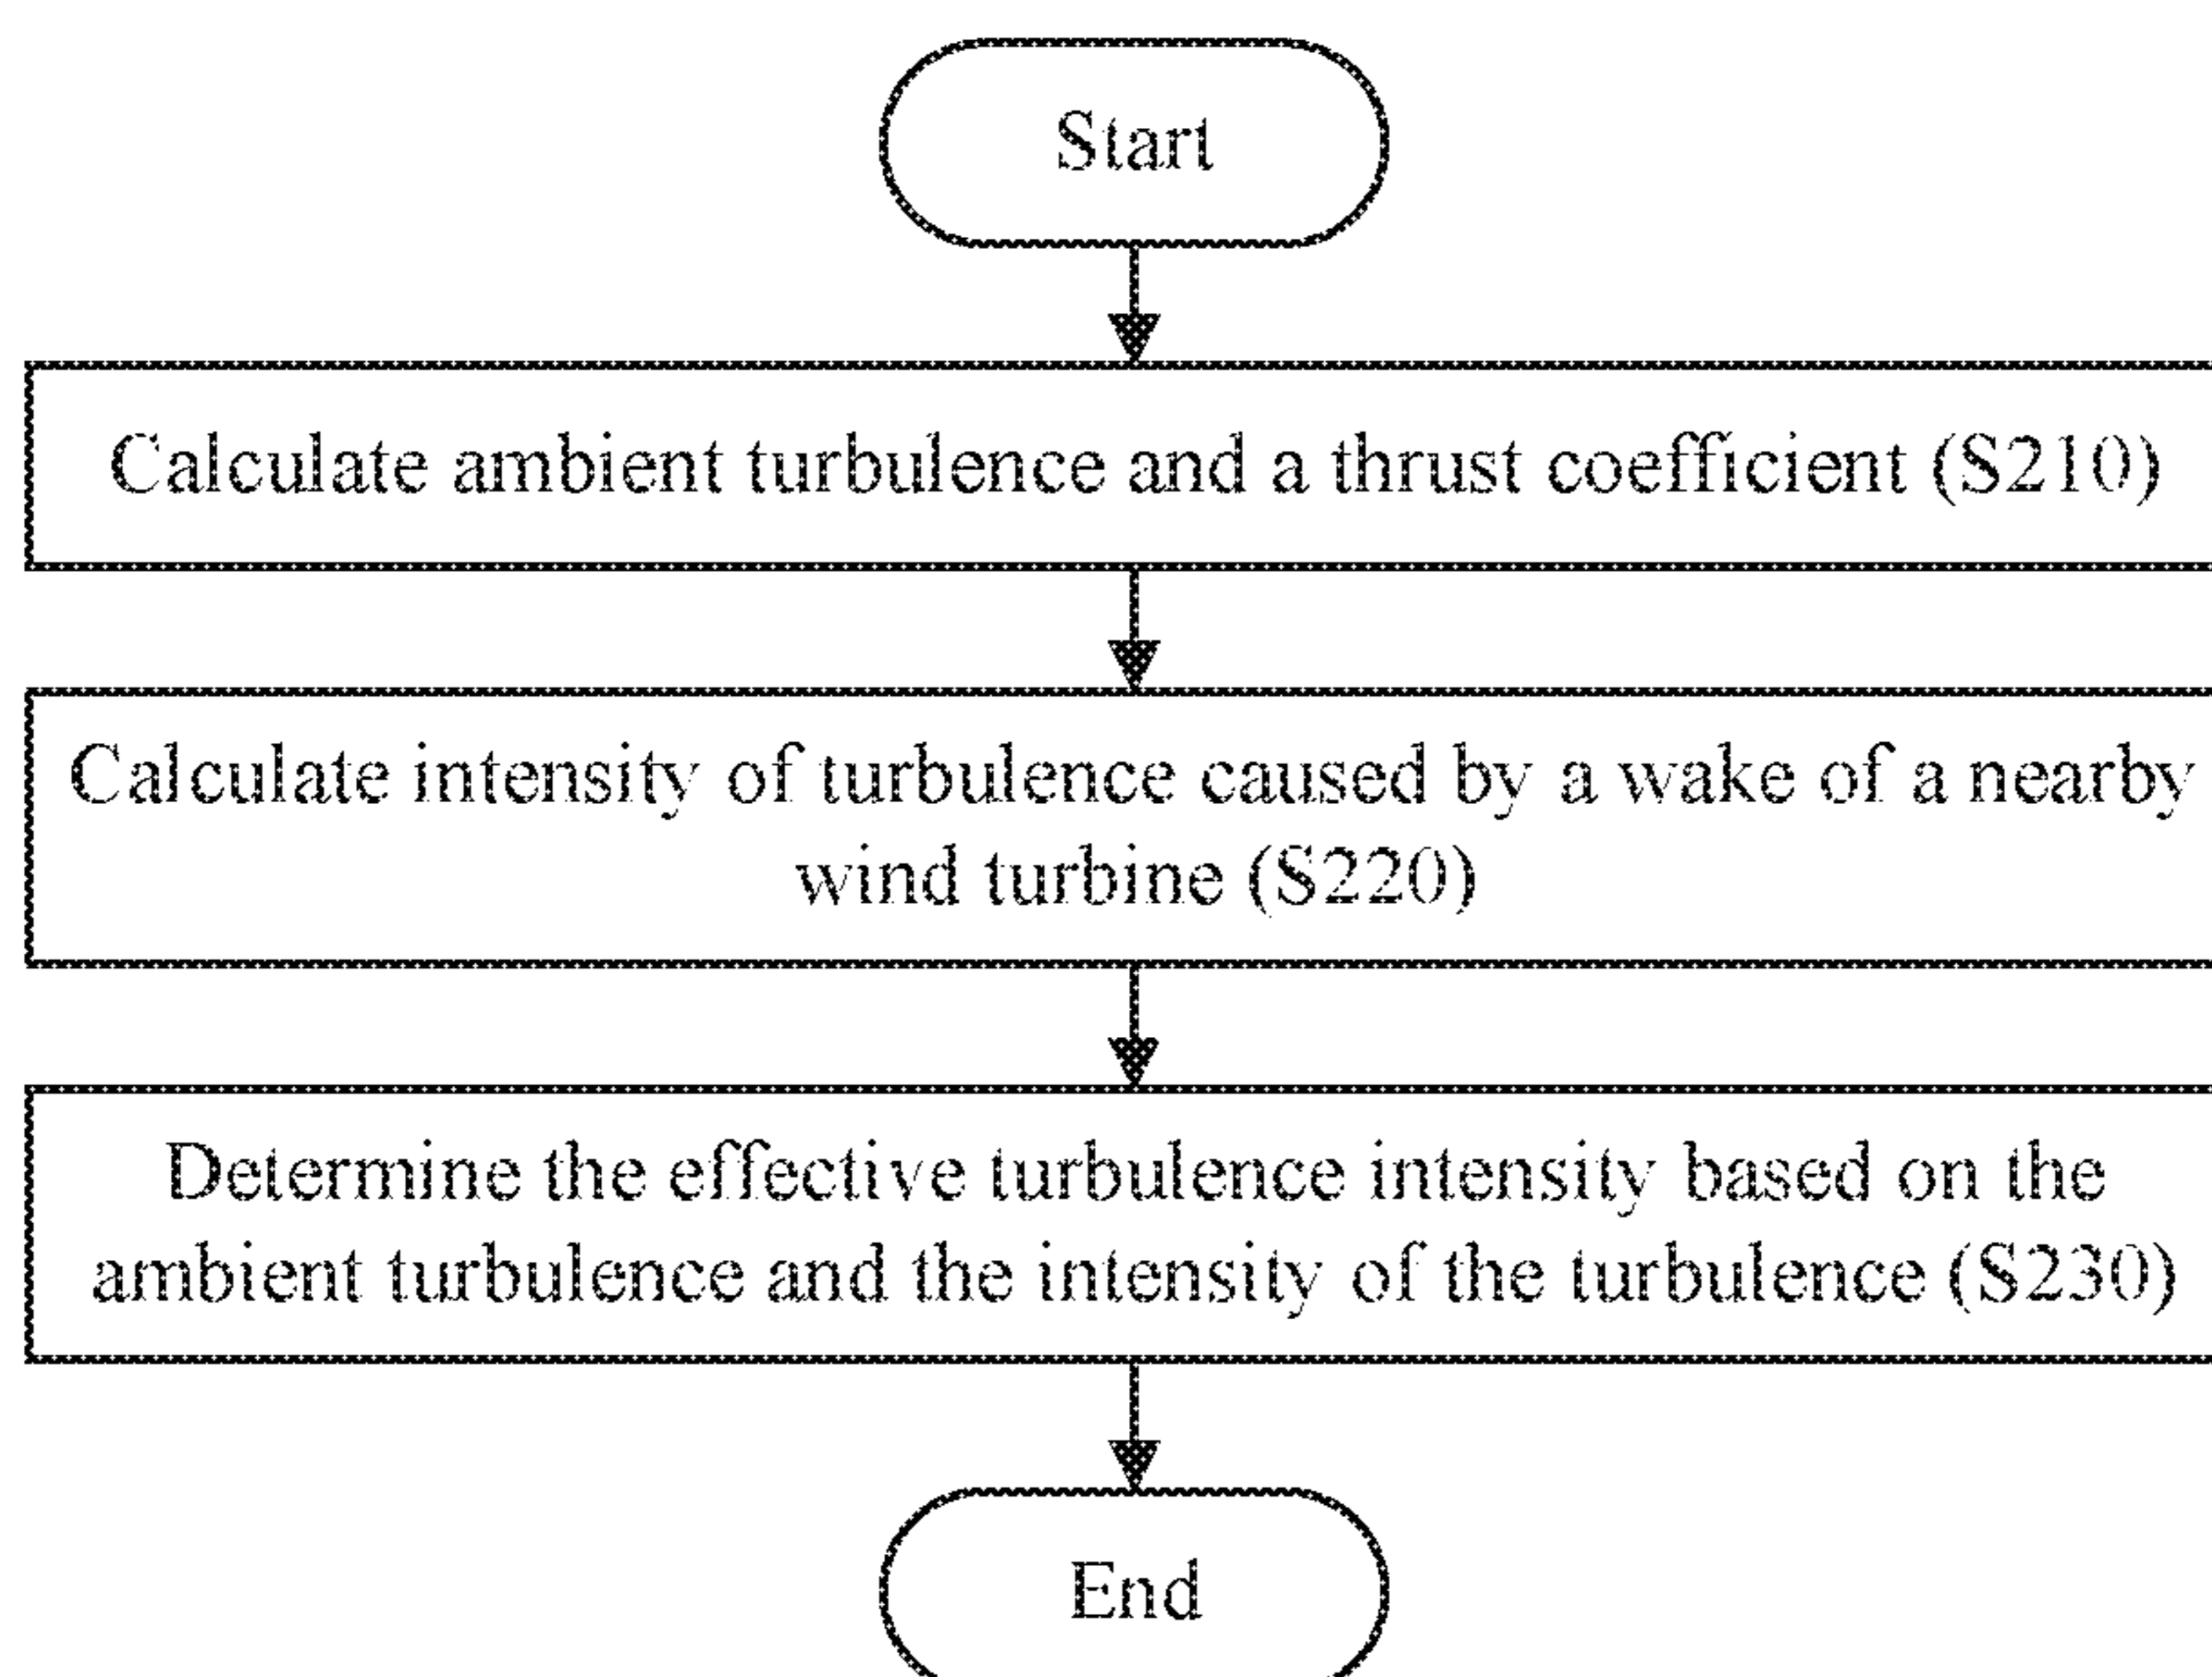 Start
Calculate ambient turbulence and a thrust coefficient (S210)
Calculate intensity of turbulence caused by a wake of a nearby
wind turbine (S220)
Determine the effective turbulence intensity based on the
ambient turbulence and the intensity of the turbulence (S230)
End